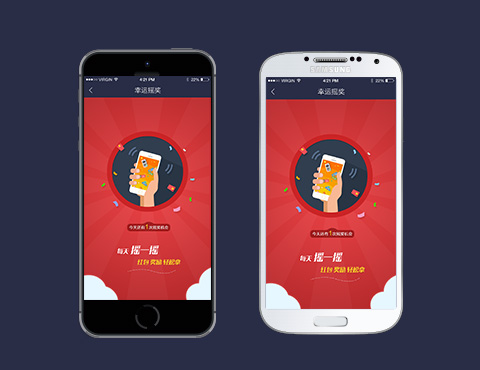 ●●●○○ VIRGIN 4:21 PM 22%
幸运摇奖
今天还有1次摇奖机会
每天 摇一摇
红包 奖励 轻松拿
SAMSUNG
●●●○○ VIRGIN 4:21 PM 22%
幸运摇奖
今天还有1次摇奖机会
每天 摇一摇
红包 奖励 轻松拿